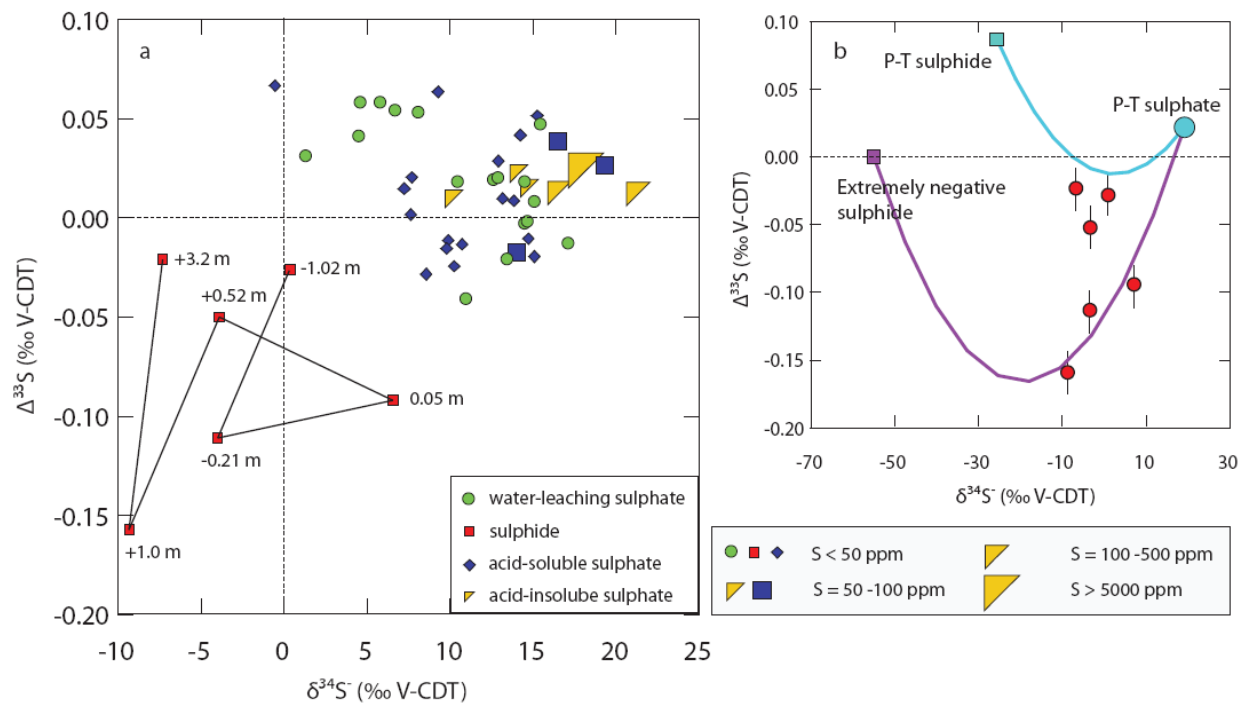 a
0.10
0.05
0.00
-0.05
-0.10
-0.15
-0.20
Δ³³S (‰ V-CDT)
+3.2 m
-1.02 m
+0.52 m
0.05 m
-0.21 m
+1.0 m
water-leaching sulphate
sulphide
acid-soluble sulphate
acid-insolube sulphate
-10 -5 0 5 10 15 20 25
δ³⁴S⁻ (‰ V-CDT)
b
0.10
0.05
0.00
-0.05
-0.10
-0.15
-0.20
Δ³³S (‰ V-CDT)
P-T sulphide
P-T sulphate
Extremely negative
sulphide
-70 -50 -30 -10 10 30
δ³⁴S⁻ (‰ V-CDT)
S < 50 ppm
S = 100 -500 ppm
S = 50 -100 ppm
S > 5000 ppm